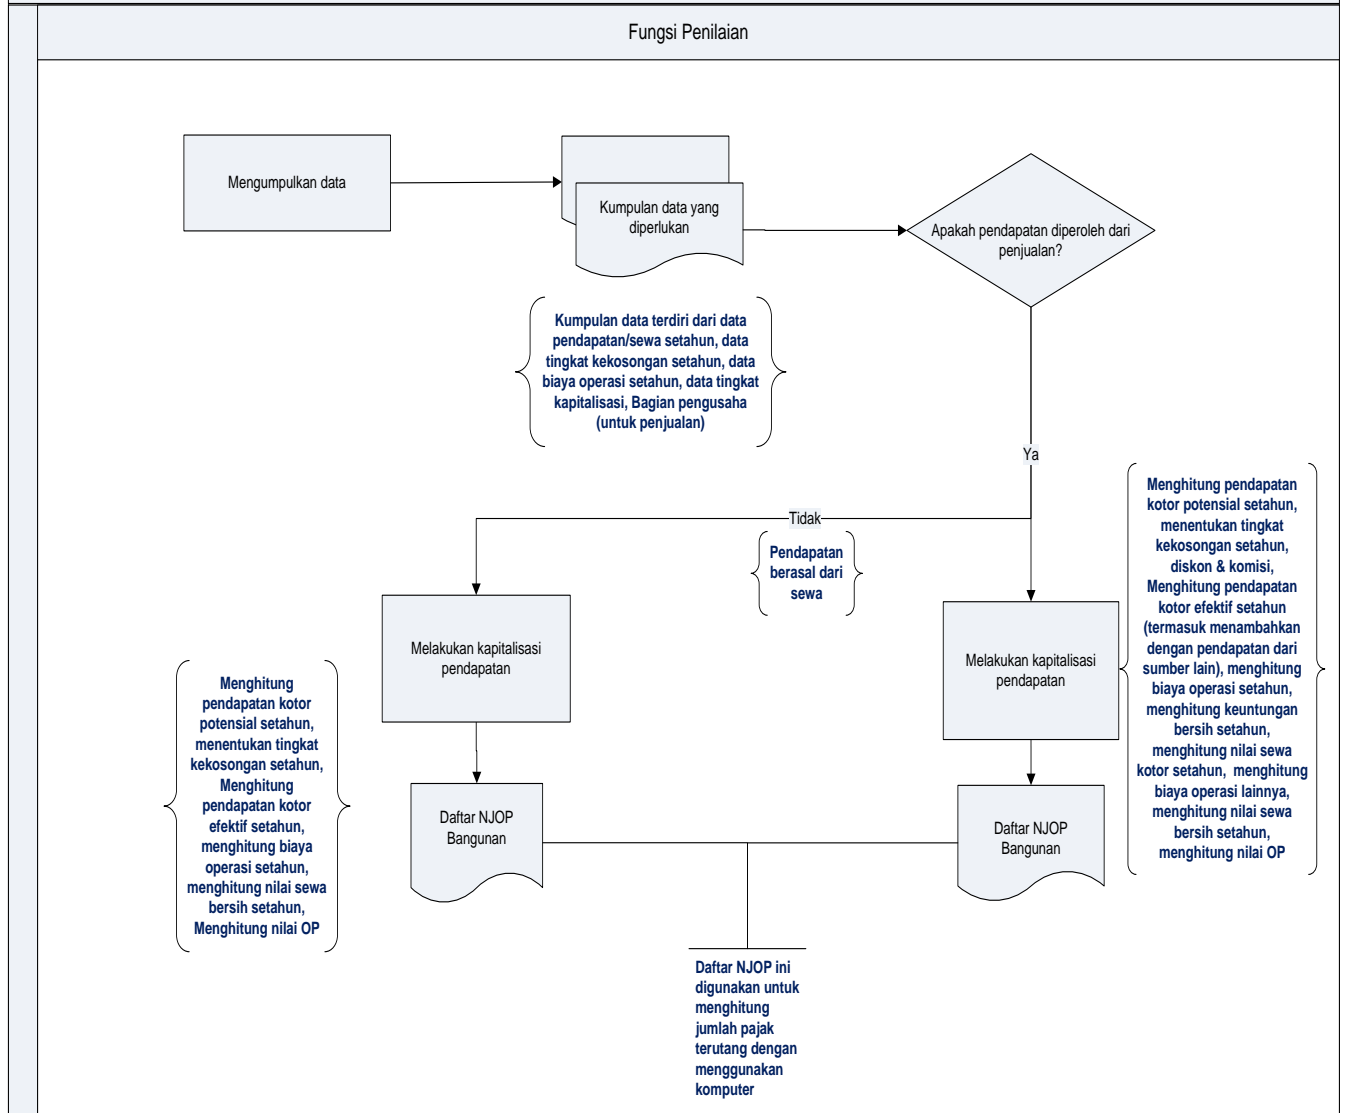 Fungsi Penilaian
Mengumpulkan data
Kumpulan data yang
diperlukan
Apakah pendapatan diperoleh dari
penjualan?
Kumpulan data terdiri dari data
pendapatan/sewa setahun, data
tingkat kekosongan setahun, data
biaya operasi setahun, data tingkat
kapitalisasi, Bagian pengusaha
(untuk penjualan)
Ya
Tidak
Pendapatan
berasal dari
sewa
Melakukan kapitalisasi
pendapatan
Melakukan kapitalisasi
pendapatan
Menghitung pendapatan
kotor potensial setahun,
menentukan tingkat
kekosongan setahun,
diskon & komisi,
Menghitung pendapatan
kotor efektif setahun
(termasuk menambahkan
dengan pendapatan dari
sumber lain), menghitung
biaya operasi setahun,
menghitung keuntungan
bersih setahun,
menghitung nilai sewa
kotor setahun, menghitung
biaya operasi lainnya,
menghitung nilai sewa
bersih setahun,
menghitung nilai OP
Menghitung
pendapatan kotor
potensial setahun,
menentukan tingkat
kekosongan setahun,
Menghitung
pendapatan kotor
efektif setahun,
menghitung biaya
operasi setahun,
menghitung nilai sewa
bersih setahun,
Menghitung nilai OP
Daftar NJOP
Bangunan
Daftar NJOP
Bangunan
Daftar NJOP ini
digunakan untuk
menghitung
jumlah pajak
terutang dengan
menggunakan
komputer